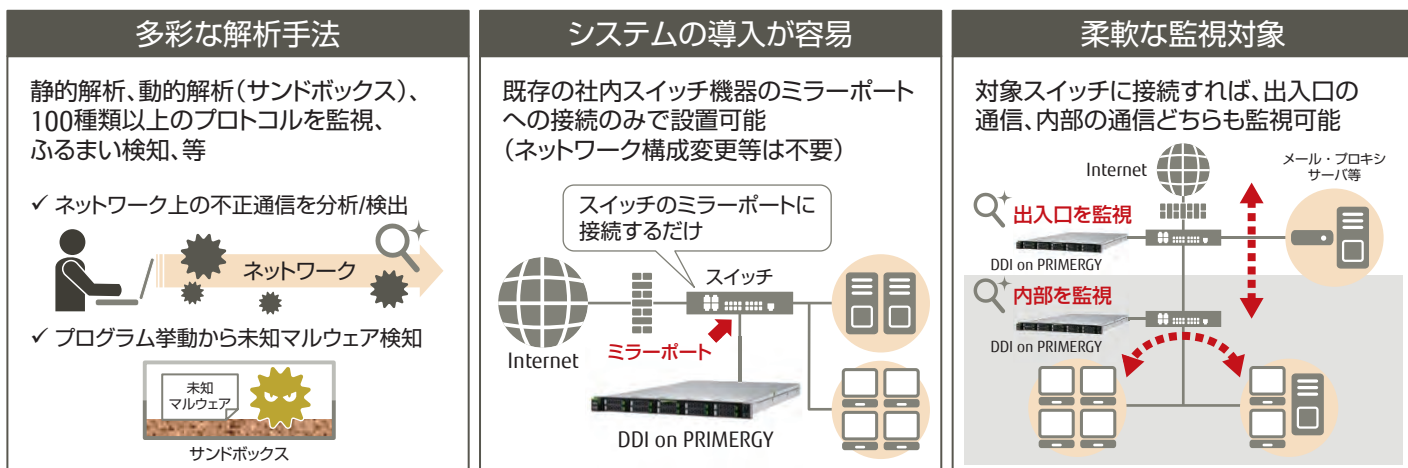 多彩な解析手法
静的解析、動的解析（サンドボックス）、
100種類以上のプロトコルを監視、
ふるまい検知、等
✓ ネットワーク上の不正通信を分析/検出
ネットワーク
✓ プログラム挙動から未知マルウェア検知
未知
マルウェア
サンドボックス
システムの導入が容易
既存の社内スイッチ機器のミラーポート
への接続のみで設置可能
（ネットワーク構成変更等は不要）
スイッチのミラーポートに
接続するだけ
スイッチ
Internet
ミラーポート
DDI on PRIMERGY
柔軟な監視対象
対象スイッチに接続すれば、出入口の
通信、内部の通信どちらも監視可能
Internet
メール・プロキシ
サーバ等
出入口を監視
DDI on PRIMERGY
内部を監視
DDI on PRIMERGY